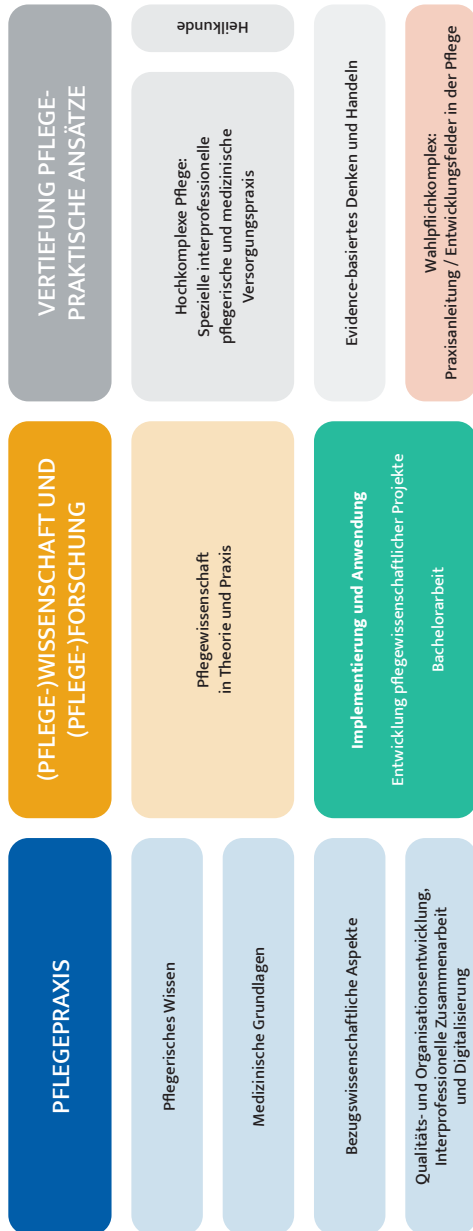 PFLEGEPRAXIS
Pflegerisches Wissen
Medizinische Grundlagen
Bezugswissenschaftliche Aspekte
Qualitäts- und Organisationsentwicklung,
Interprofessionelle Zusammenarbeit
und Digitalisierung
(PFLEGE-)WISSENSCHAFT UND
(PFLEGE-)FORSCHUNG
Pflegewissenschaft
in Theorie und Praxis
Implementierung und Anwendung
Entwicklung pflegewissenschaftlicher Projekte
Bachelorarbeit
VERTIEFUNG PFLEGE-
PRAKTISCHE ANSÄTZE
Hochkomplexe Pflege:
Spezielle interprofessionelle
pflegerische und medizinische
Versorgungspraxis
Heilkunde
Evidence-basiertes Denken und Handeln
Wahlpflichkomplex:
Praxisanleitung / Entwicklungsfelder in der Pflege